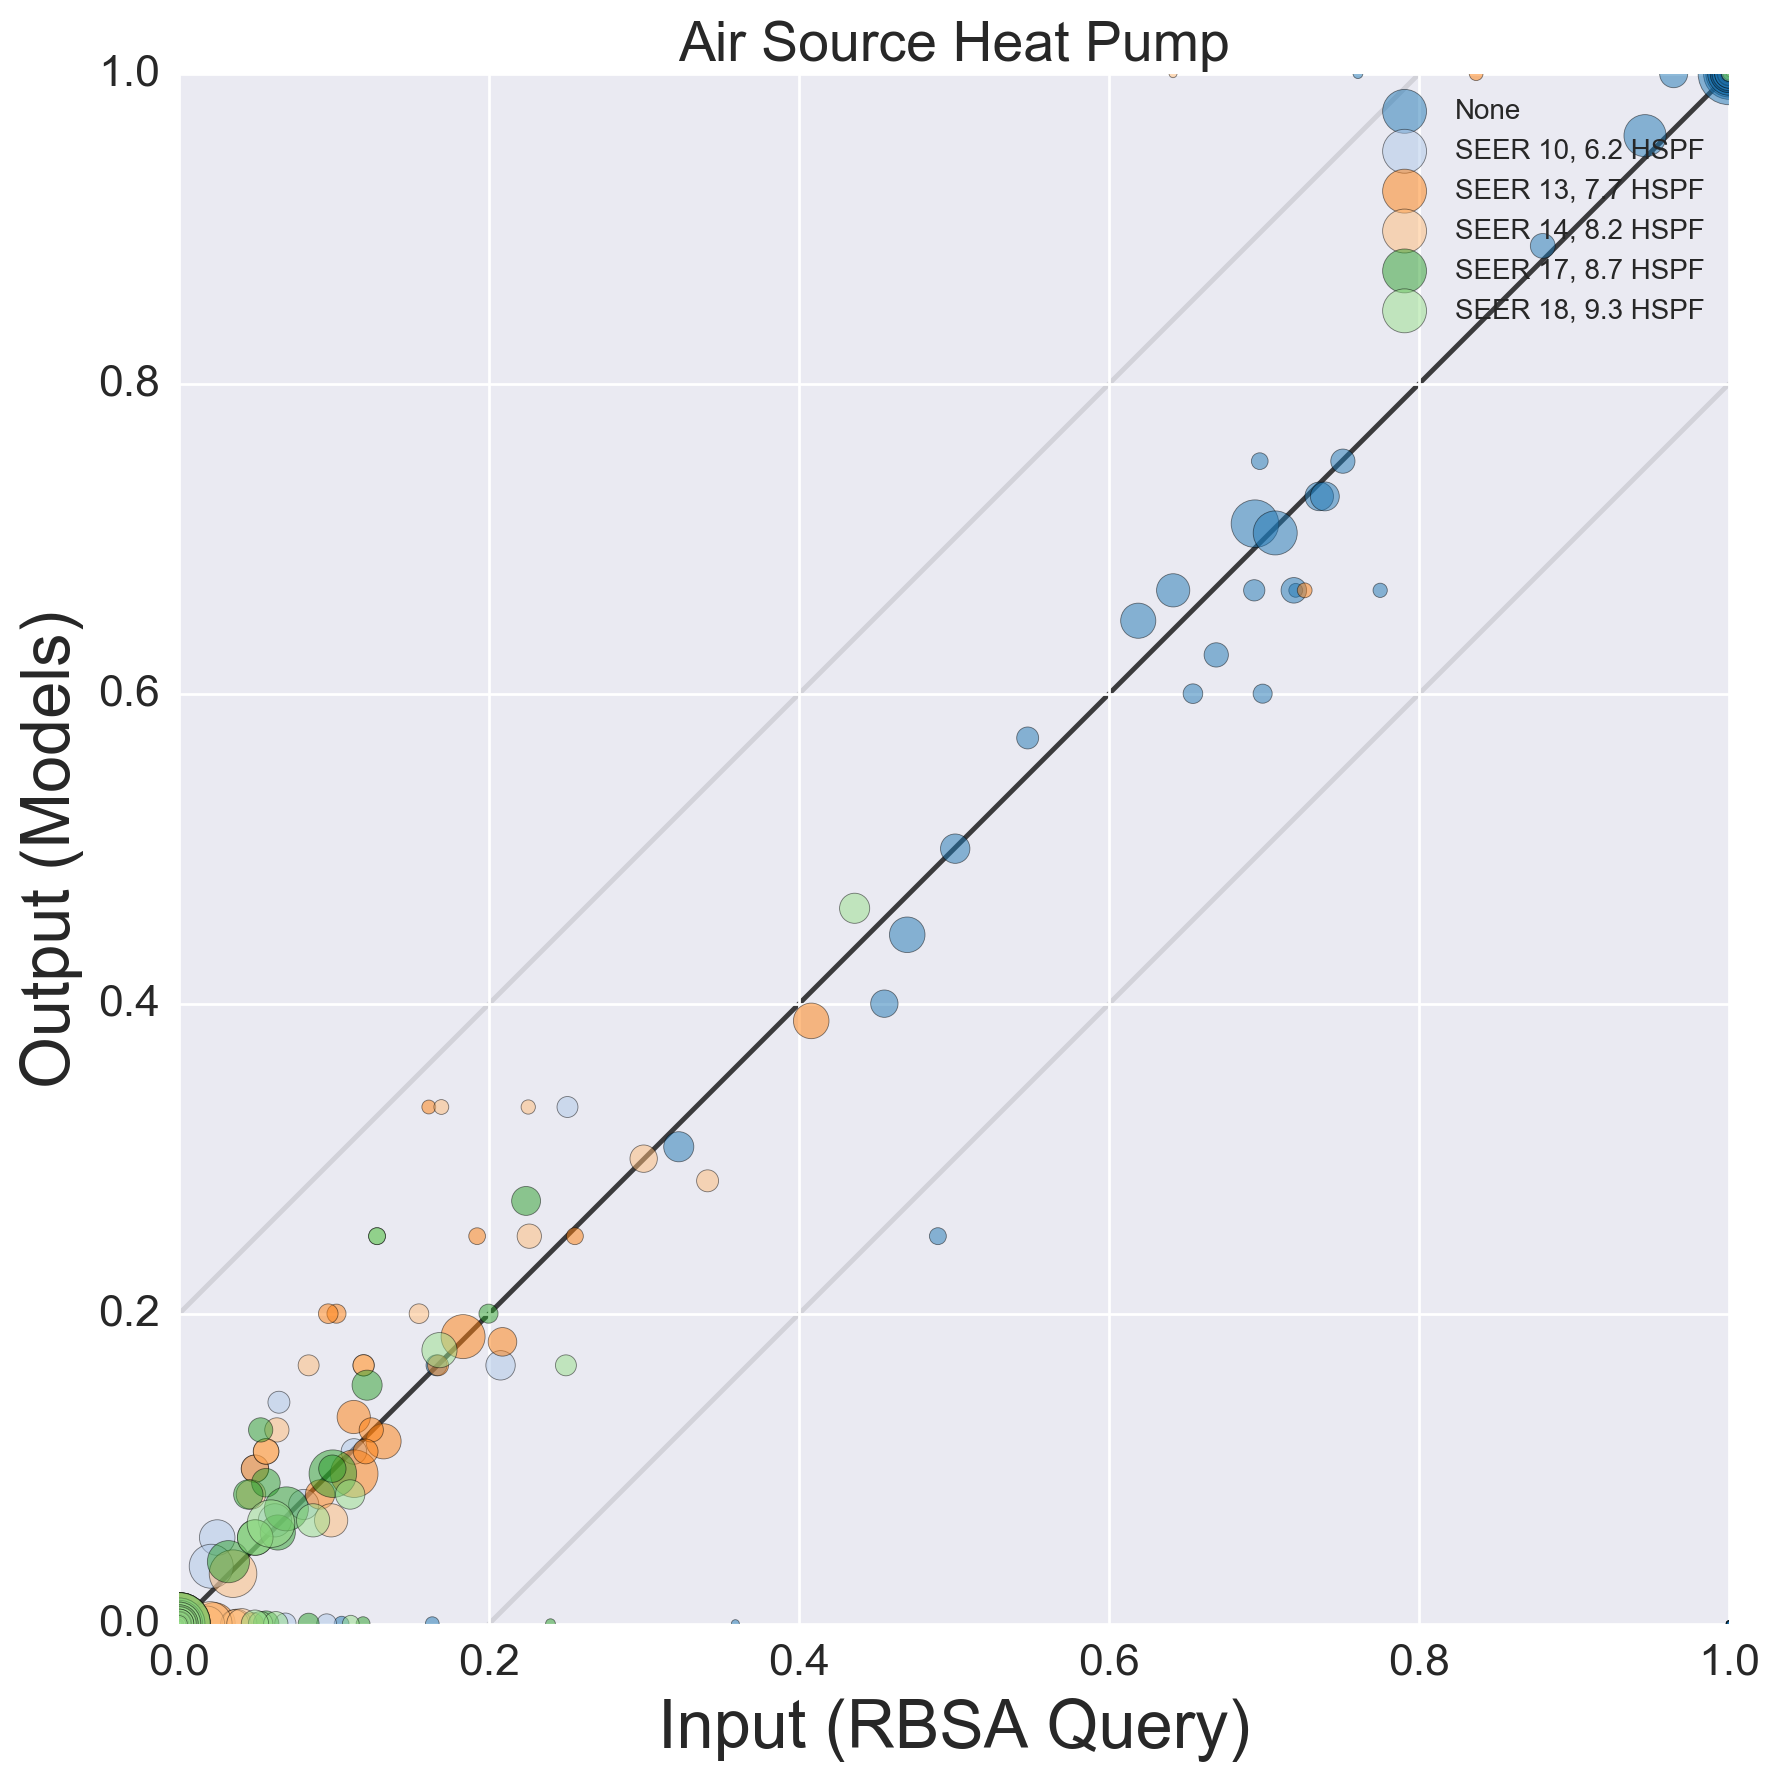 Air Source Heat Pump
1.0
0.8
0.6
0.4
0.2
0.0
Output (Models)
None
SEER 10, 6.2 HSPF
SEER 13, 7.7 HSPF
SEER 14, 8.2 HSPF
SEER 17, 8.7 HSPF
SEER 18, 9.3 HSPF
0.0 0.2 0.4 0.6 0.8 1.0
Input (RBSA Query)